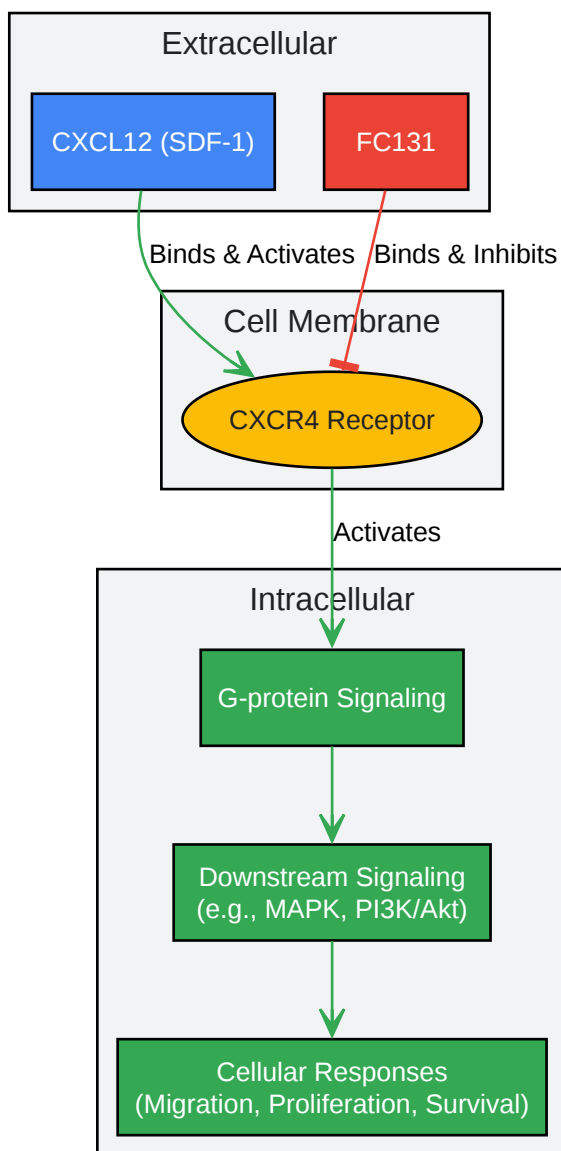 Extracellular
CXCL12 (SDF-1)
FC131
Binds & Activates
Binds & Inhibits
Cell Membrane
CXCR4 Receptor
Activates
Intracellular
G-protein Signaling
Downstream Signaling
(e.g., MAPK, PI3K/Akt)
Cellular Responses
(Migration, Proliferation, Survival)